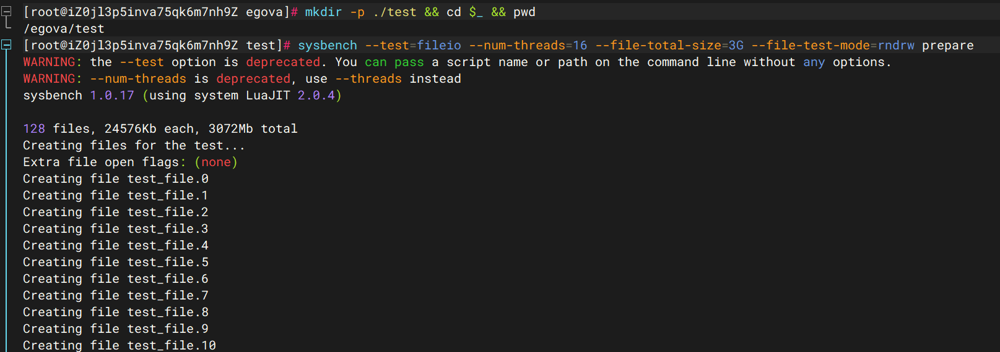 [root@iZ0jl3p5inva75qk6m7nh9Z egova]# mkdir -p ./test && cd $_ && pwd
/egova/test
[root@iZ0jl3p5inva75qk6m7nh9Z test]# sysbench --test=fileio --num-threads=16 --file-total-size=3G --file-test-mode=rndrw prepare
WARNING: the --test option is deprecated. You can pass a script name or path on the command line without any options.
WARNING: --num-threads is deprecated, use --threads instead
sysbench 1.0.17 (using system LuaJIT 2.0.4)
128 files, 24576Kb each, 3072Mb total
Creating files for the test...
Extra file open flags: (none)
Creating file test_file.0
Creating file test_file.1
Creating file test_file.2
Creating file test_file.3
Creating file test_file.4
Creating file test_file.5
Creating file test_file.6
Creating file test_file.7
Creating file test_file.8
Creating file test_file.9
Creating file test_file.10